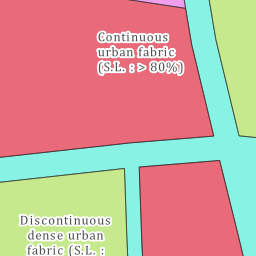 Continuous
urban fabric
(S.L. : > 80%)
Discontinuous
dense urban
fabric (S.L. :